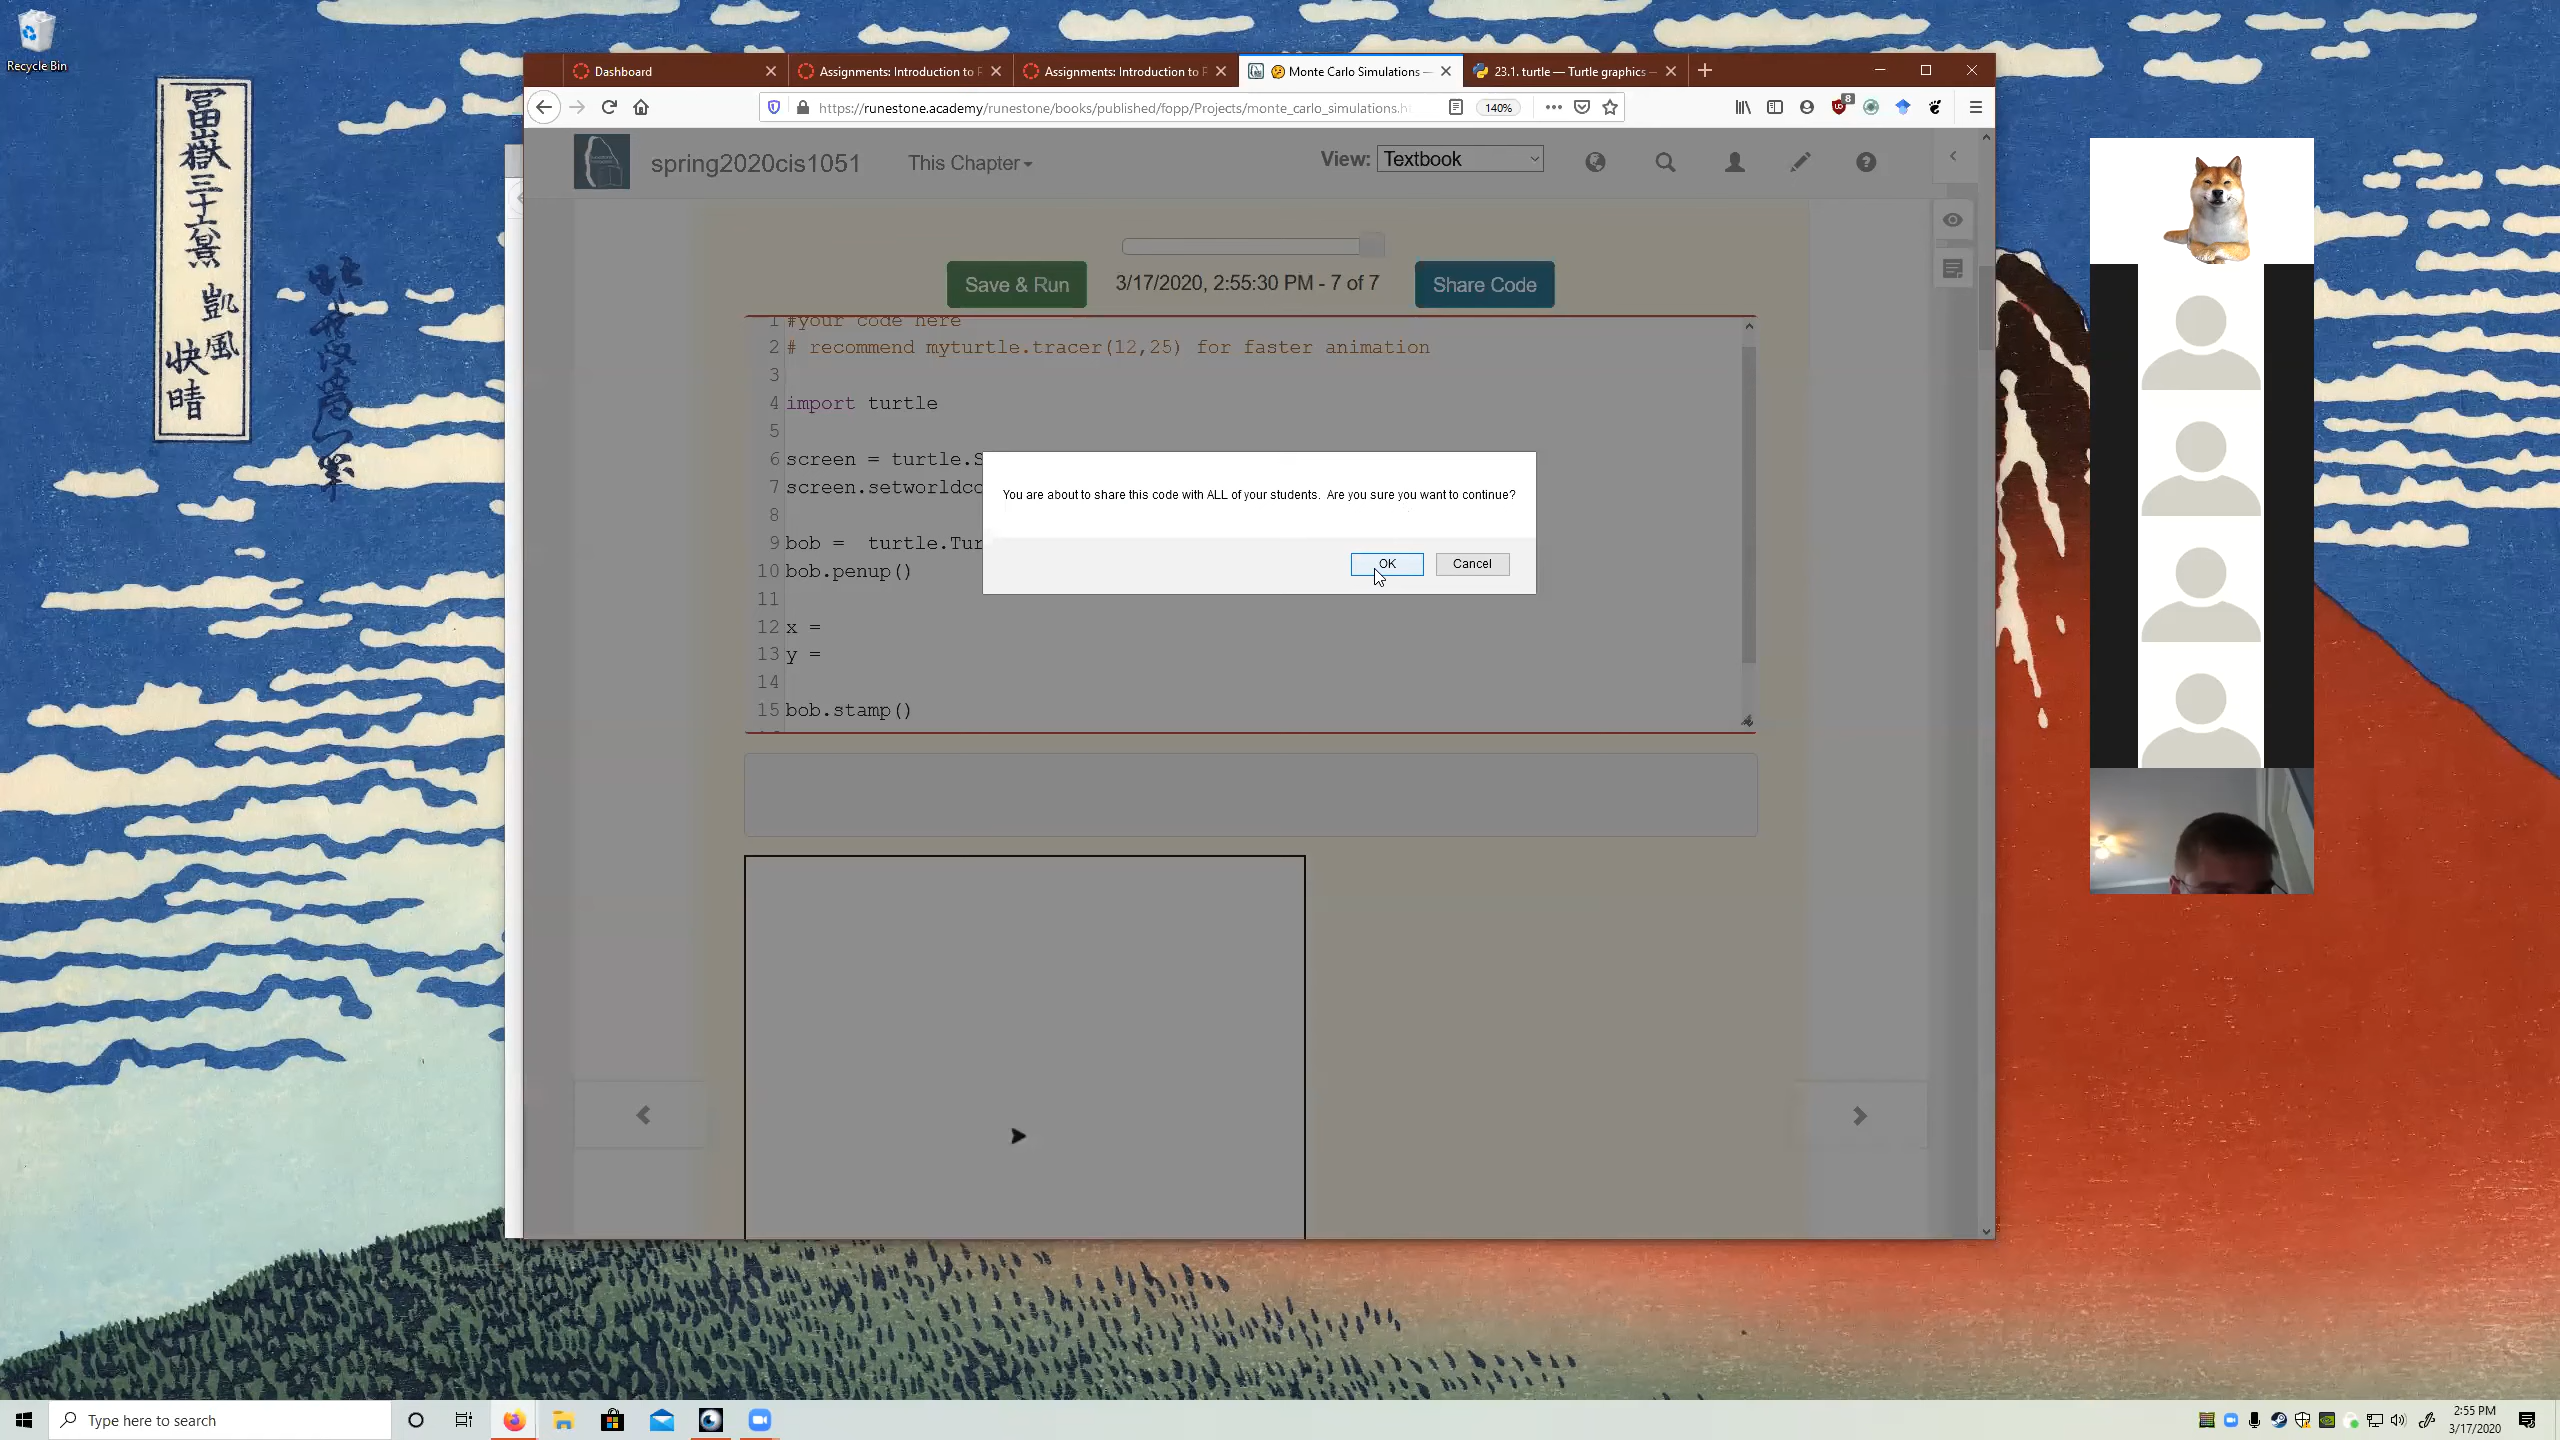 Recycle Bin
冨嶽三十六景
凱風
快晴
Dashboard
Assignments: Introduction to P
Assignments: Introduction to P
Monte Carlo Simulations —
23.1. turtle — Turtle graphics —
https://runestone.academy/runestone/books/published/fopp/Projects/monte_carlo_simulations.h
140%
8
spring2020cis1051
This Chapter
View:
Textbook
Save & Run
3/17/2020, 2:55:30 PM - 7 of 7
Share Code
1 #your code here
2 # recommend myturtle.tracer(12,25) for faster animation
3
4 import turtle
5
6 screen = turtle.S
7 screen.setworldco
8
9 bob =  turtle.Tur
10 bob.penup()
11
12 x =
13 y =
14
15 bob.stamp()
You are about to share this code with ALL of your students.  Are you sure you want to continue?
OK
Cancel
Type here to search
2:55 PM
3/17/2020